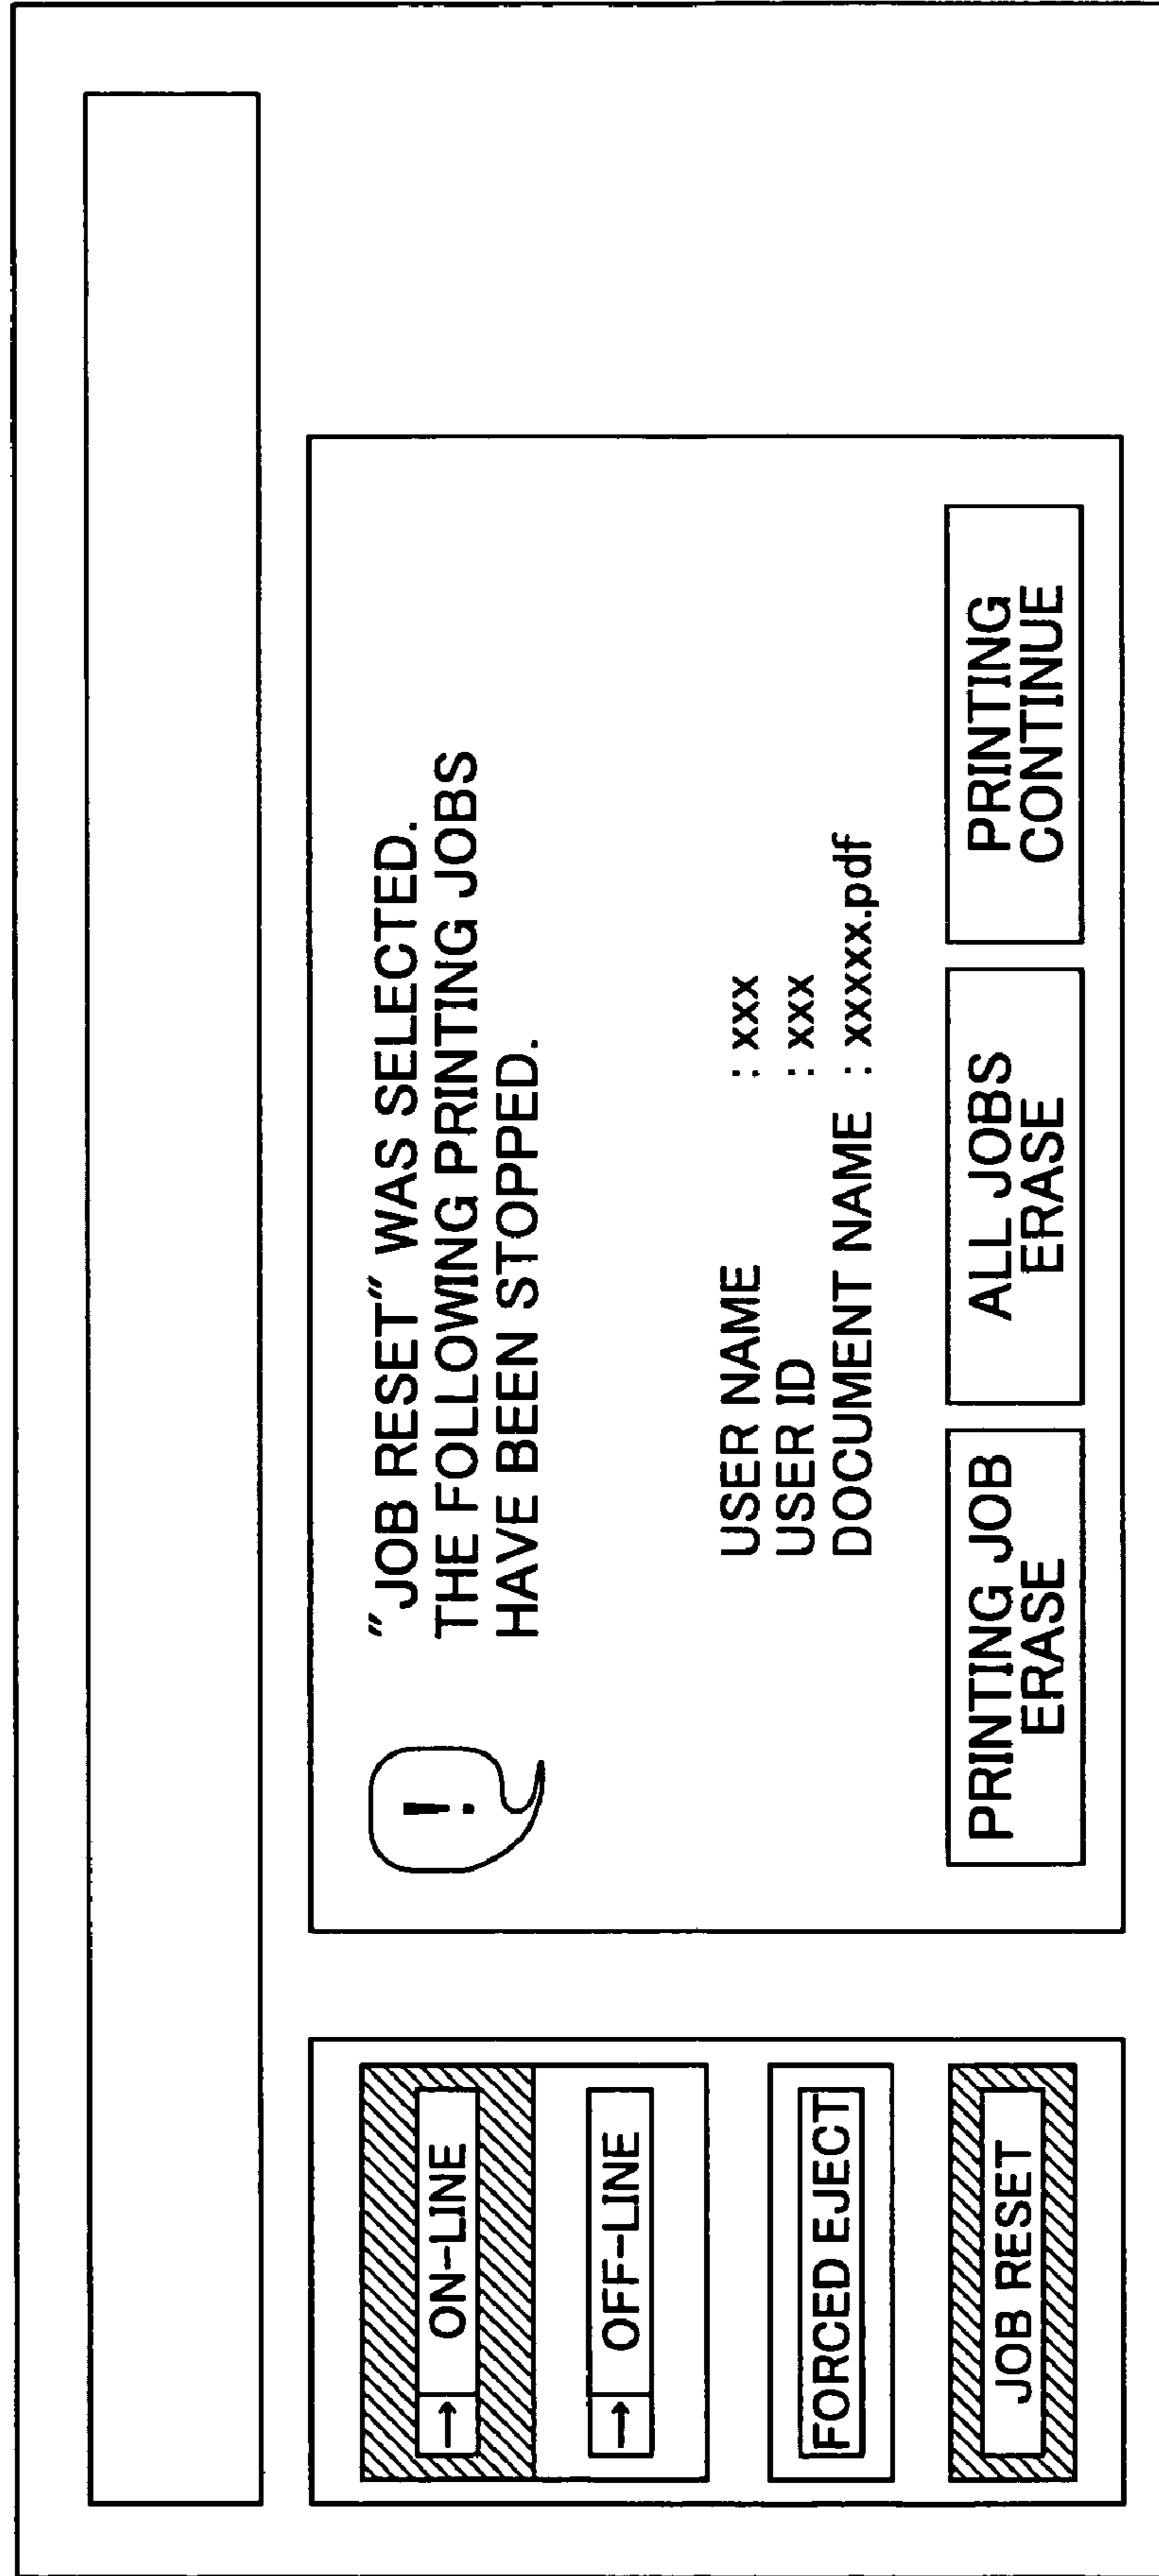 → ON-LINE
→ OFF-LINE
FORCED EJECT
JOB RESET
!
"JOB RESET" WAS SELECTED.
THE FOLLOWING PRINTING JOBS
HAVE BEEN STOPPED.
USER NAME : xxx
USER ID : xxx
DOCUMENT NAME : xxxxx.pdf
PRINTING JOB
ERASE
ALL JOBS
ERASE
PRINTING
CONTINUE